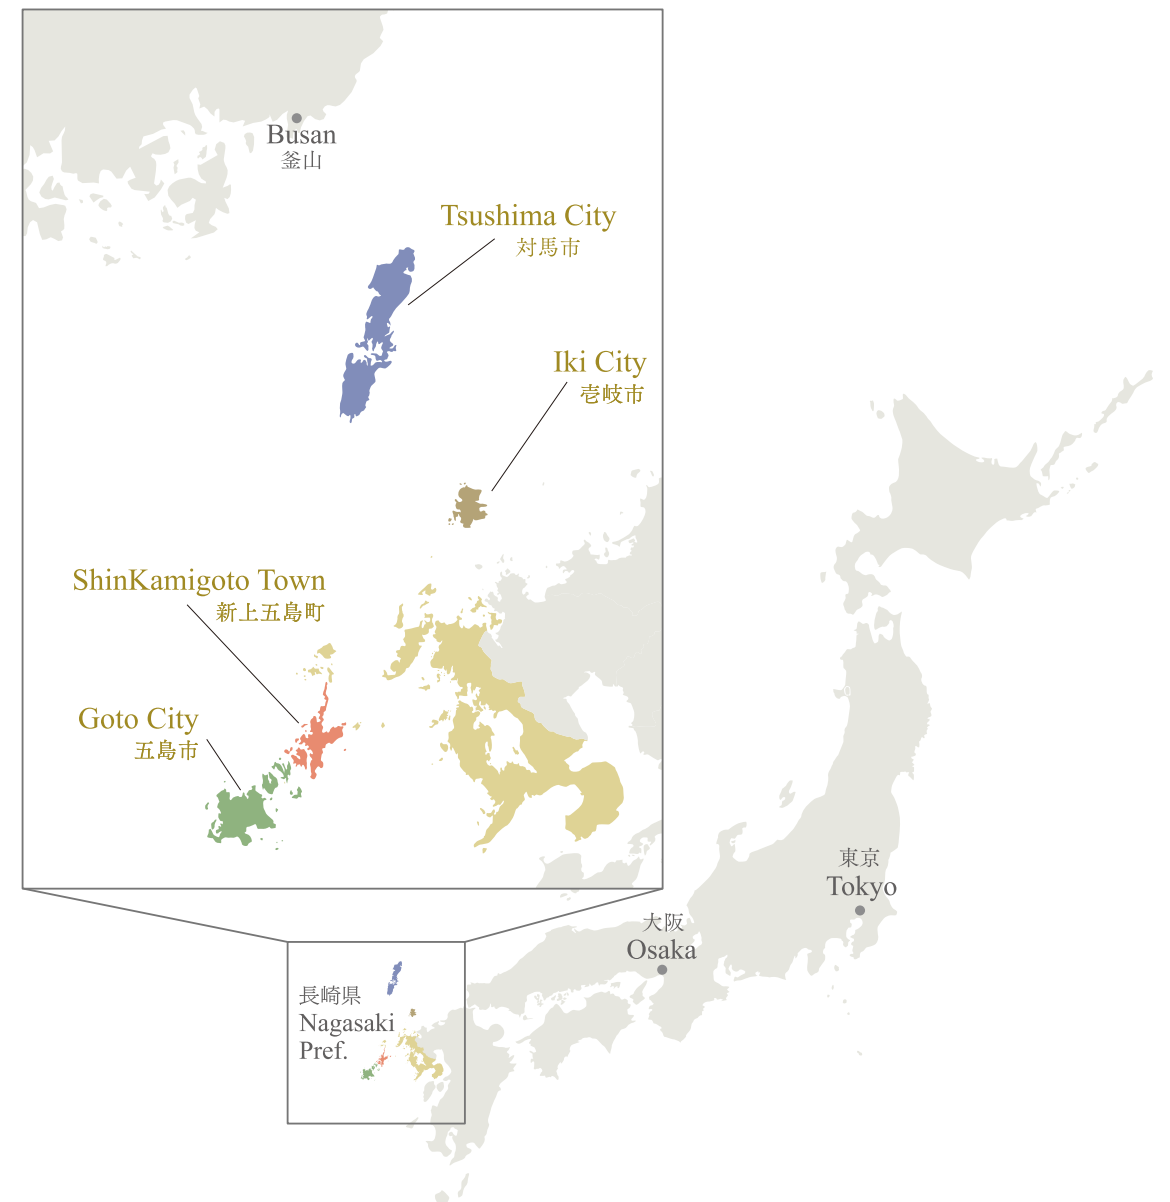 Busan
釜山
Tsushima City
対馬市
Iki City
壱岐市
ShinKamigoto Town
新上五島町
Goto City
五島市
東京
Tokyo
大阪
Osaka
長崎県
Nagasaki
Pref.